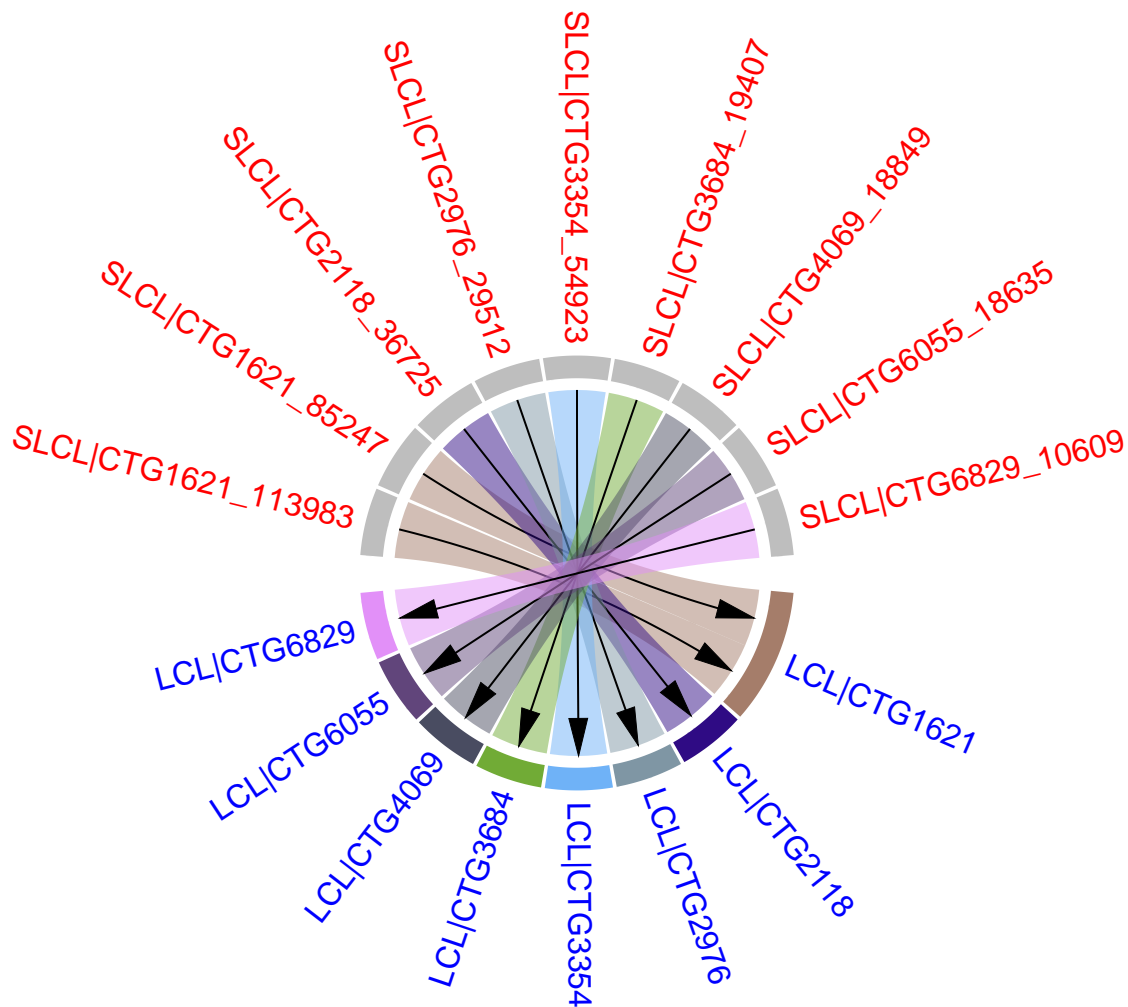 SLCL|CTG1621_113983
SLCL|CTG1621_85247
SLCL|CTG2118_36725
SLCL|CTG2976_29512
SLCL|CTG3354_54923
SLCL|CTG3684_19407
SLCL|CTG4069_18849
SLCL|CTG6055_18635
SLCL|CTG6829_10609
LCL|CTG6829
LCL|CTG6055
LCL|CTG4069
LCL|CTG3684
LCL|CTG3354
LCL|CTG2976
LCL|CTG2118
LCL|CTG1621